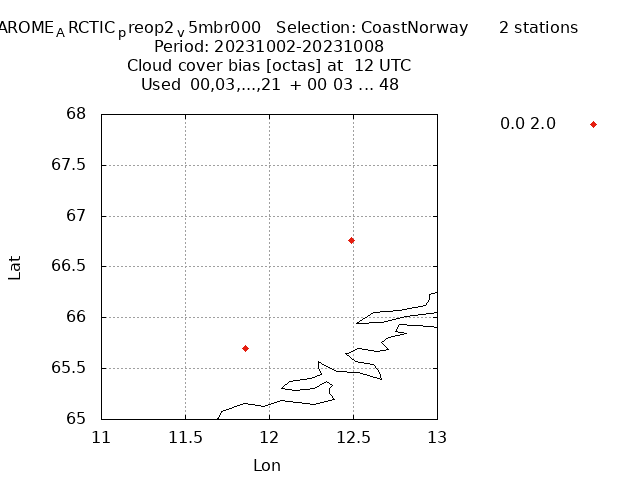 AROME_A RCTIC_p reop2_v 5mbr000 Selection: CoastNorway 2 stations
Period: 20231002-20231008
Cloud cover bias [octas] at 12 UTC
Used 00,03,...,21 + 00 03 ... 48
68
0.0 2.0
67.5
67
66.5
Lat
66
65.5
65
11 11.5 12 12.5 13
Lon